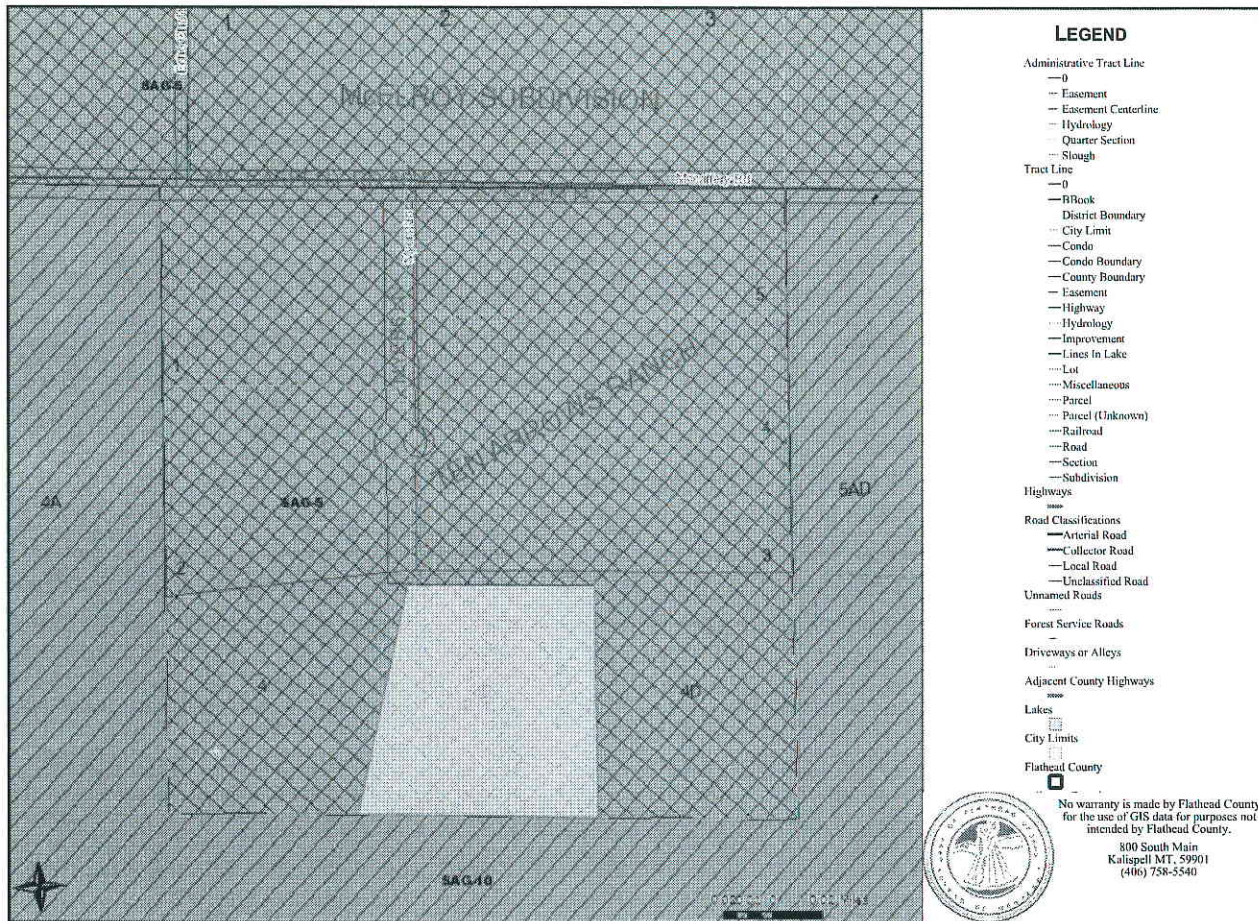 1
2
3
SAG-5
McELROY SUBDIVISION
5
1
TEN ARROWS RANCH
4
4A
SAG-5
5AD
2
3
4
4D
SAG-10
Miles
LEGEND
Administrative Tract Line
0
Easement
Easement Centerline
Hydrology
Quarter Section
Slough
Tract Line
0
BBook
District Boundary
City Limit
Condo
Condo Boundary
County Boundary
Easement
Highway
Hydrology
Improvement
Lines In Lake
Lot
Miscellaneous
Parcel
Parcel (Unknown)
Railroad
Road
Section
Subdivision
Highways
Road Classifications
Arterial Road
Collector Road
Local Road
Unclassified Road
Unnamed Roads
Forest Service Roads
Driveways or Alleys
Adjacent County Highways
Lakes
City Limits
Flathead County
No warranty is made by Flathead County
for the use of GIS data for purposes not
intended by Flathead County.
800 South Main
Kalispell MT, 59901
(406) 758-5540